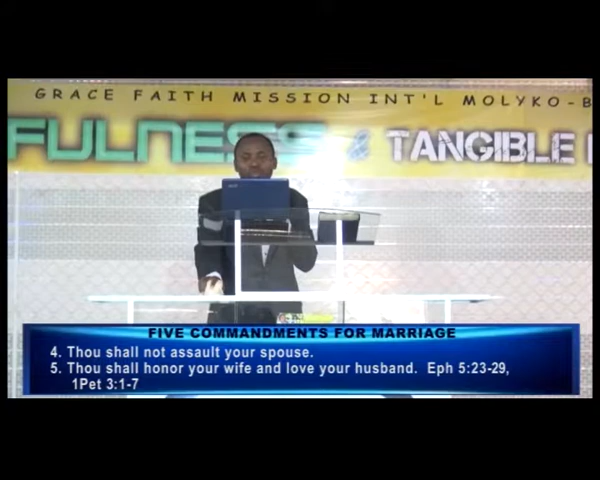 GRACE FAITH MISSION INT'L MOLYKO-B
FULNESS & TANGIBLE
FIVE COMMANDMENTS FOR MARRIAGE
4. Thou shall not assault your spouse.
5. Thou shall honor your wife and love your husband. Eph 5:23-29,
1Pet 3:1-7